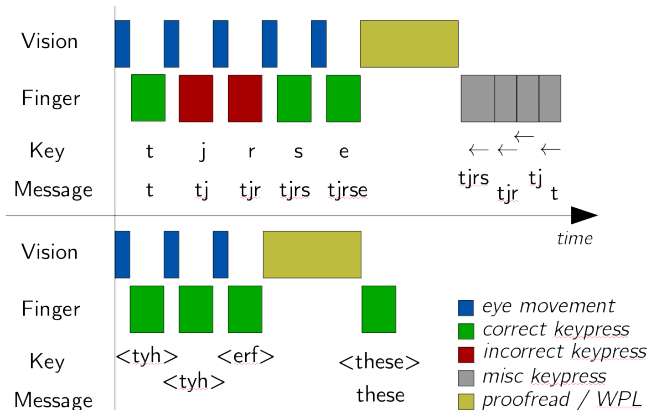 Vision
Finger
Key t j r s e ← ← ← ←
Message t tj tjr tjrs tjrse tjrs tjr tj t
time
Vision
Finger
Key <tyh> <tyh> <erf> <these>
Message these
eye movement
correct keypress
incorrect keypress
misc keypress
proofread / WPL